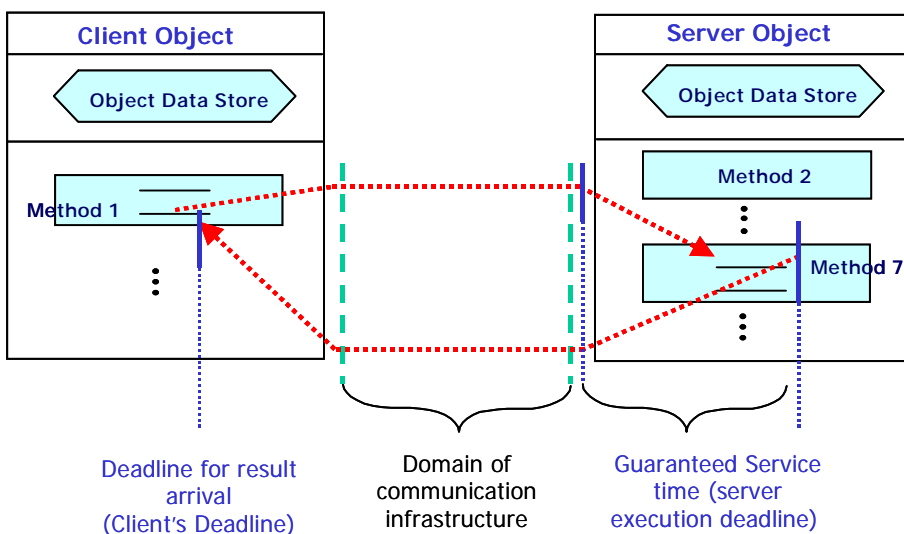 Client Object
Object Data Store
Method 1
Server Object
Object Data Store
Method 2
Method 7
Deadline for result
arrival
(Client's Deadline)
Domain of
communication
infrastructure
Guaranteed Service
time (server
execution deadline)